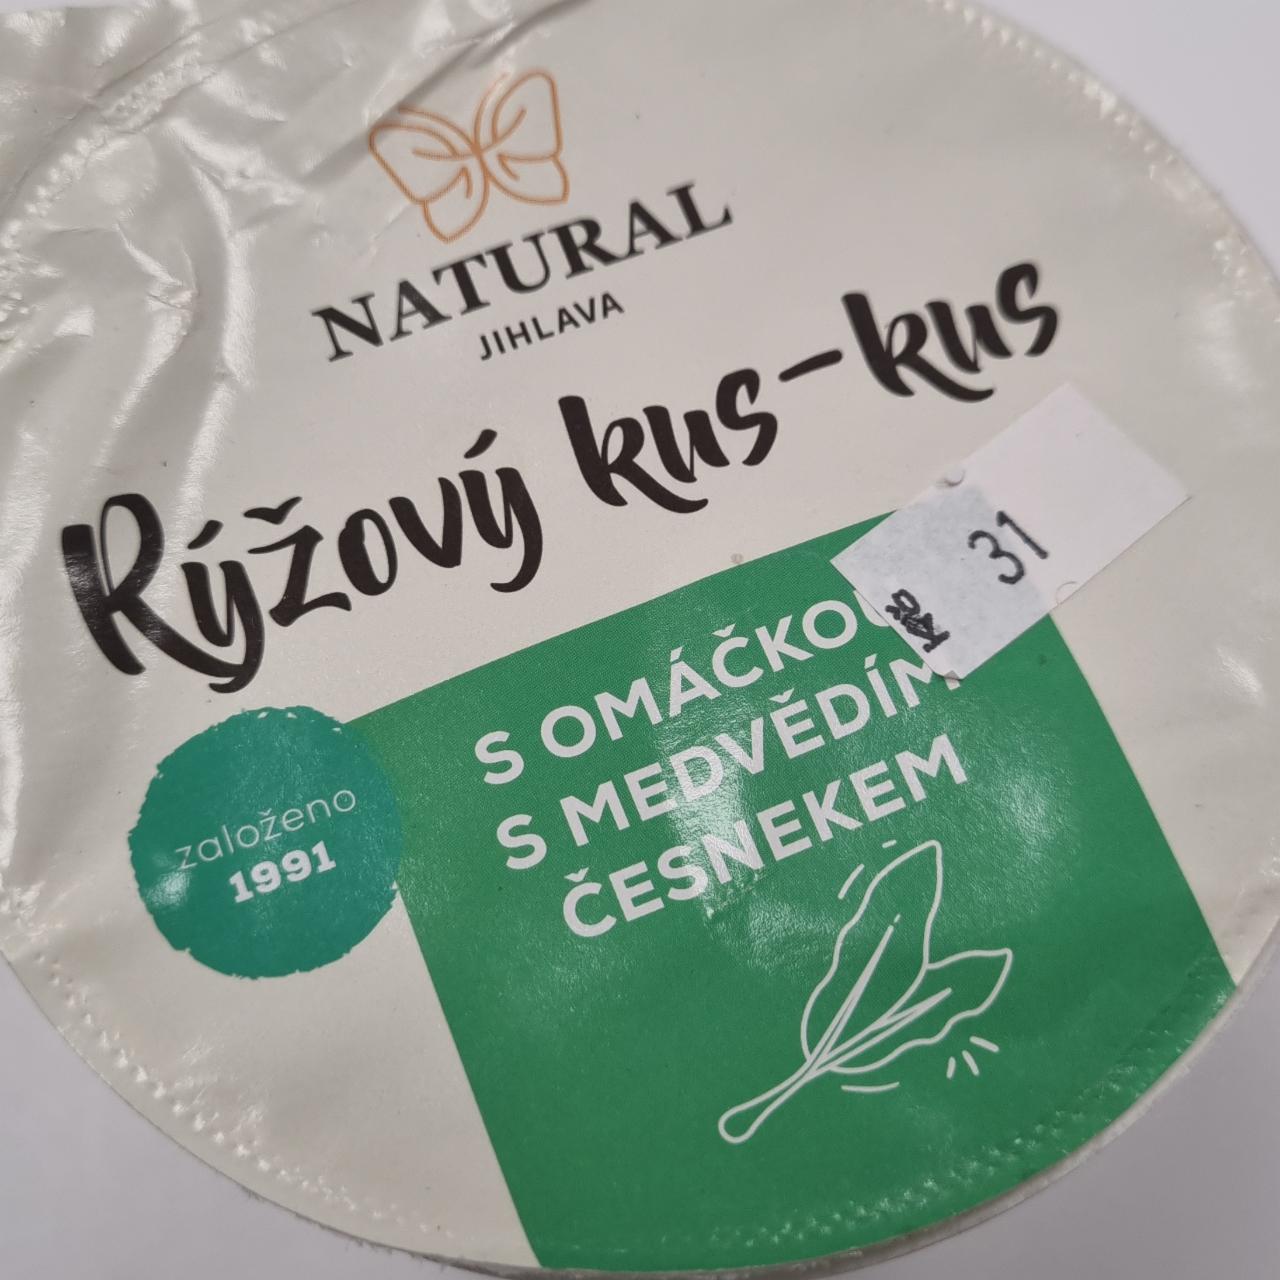 NATURAL
JIHLAVA
Rýžový kus-kus
31
S OMÁČKOU
S MEDVĚDÍM
ČESNEKEM
založeno
1991